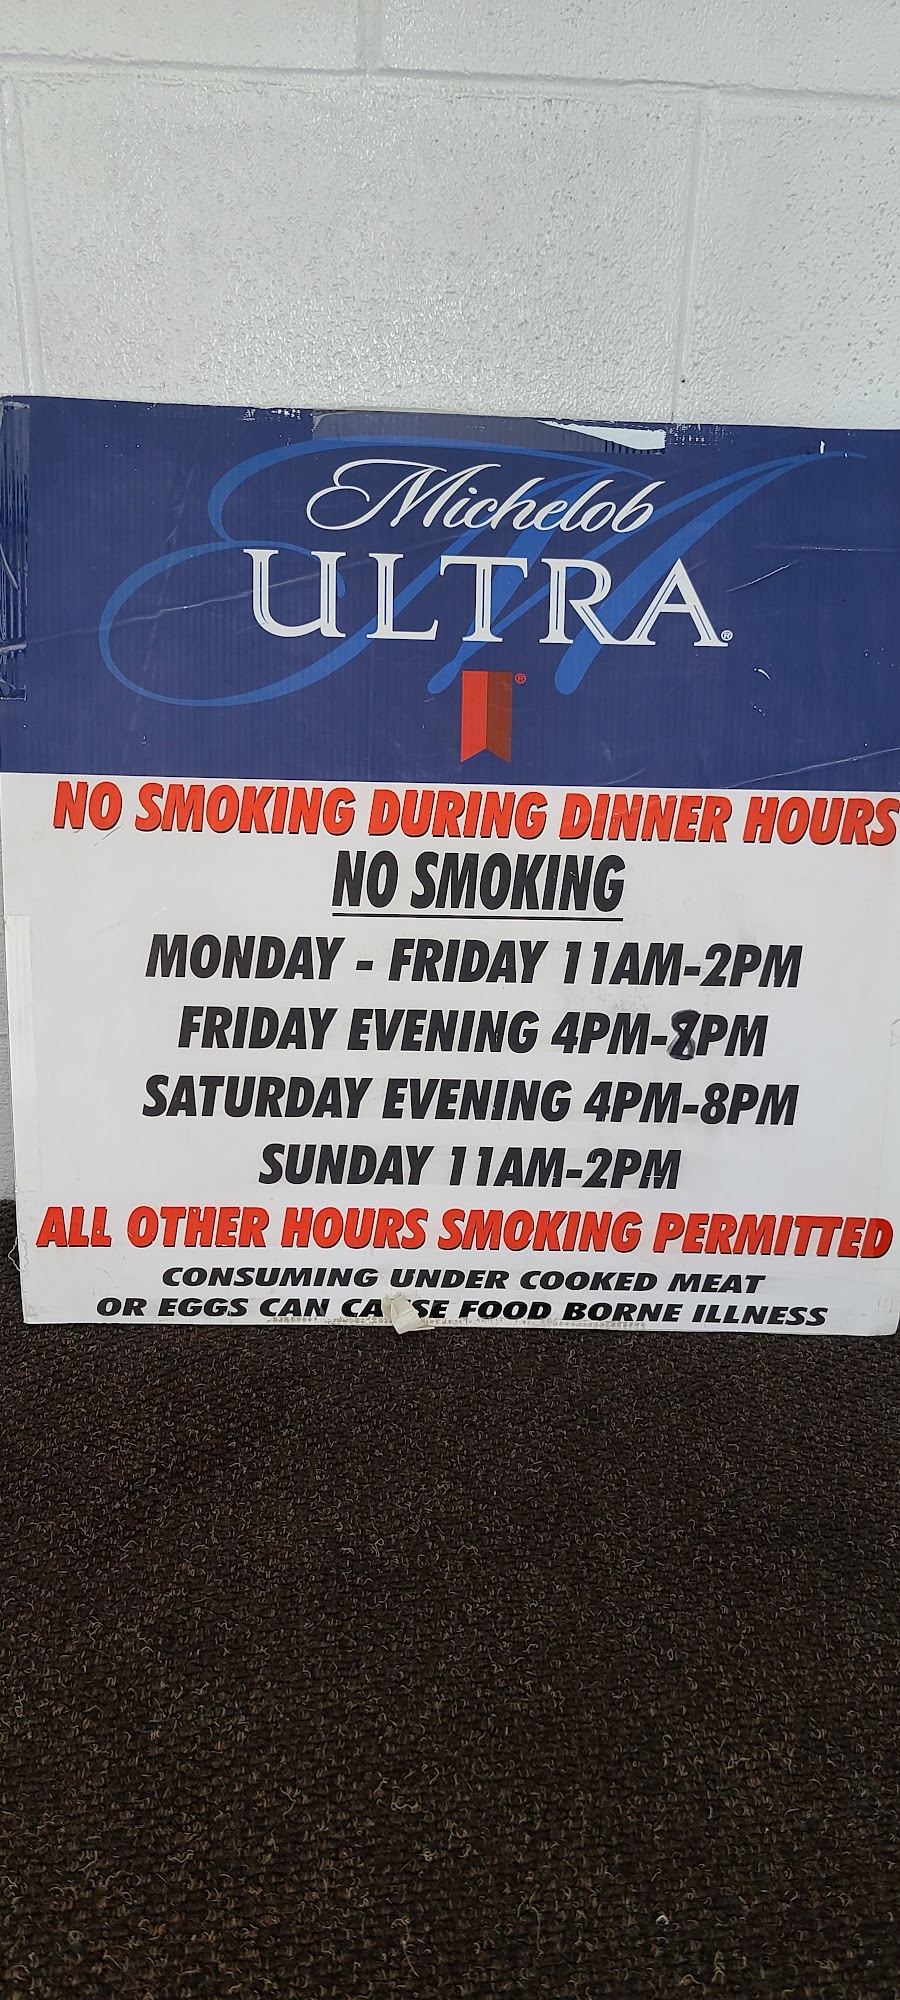 Michelob
ULTRA®
®
NO SMOKING DURING DINNER HOURS
NO SMOKING
MONDAY - FRIDAY 11AM-2PM
FRIDAY EVENING 4PM-8PM
SATURDAY EVENING 4PM-8PM
SUNDAY 11AM-2PM
ALL OTHER HOURS SMOKING PERMITTED
CONSUMING UNDER COOKED MEAT
OR EGGS CAN CAUSE FOOD BORNE ILLNESS